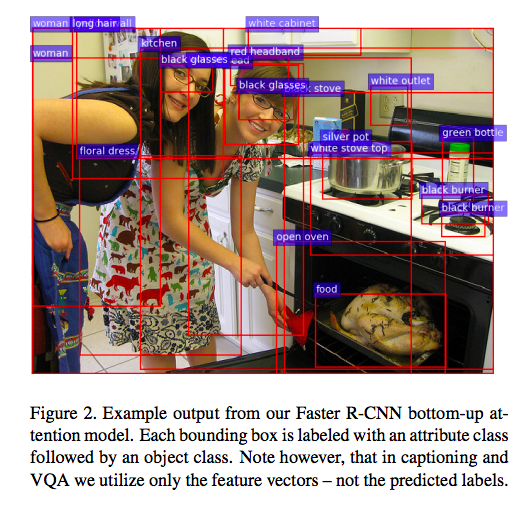 woman
long hair
all
white cabinet
woman
kitchen
red headband
black glasses
ead
black glasses
stove
white outlet
floral dress
silver pot
white stove top
green bottle
black burner
black burner
open oven
food
Figure 2. Example output from our Faster R-CNN bottom-up at-
tention model. Each bounding box is labeled with an attribute class
followed by an object class. Note however, that in captioning and
VQA we utilize only the feature vectors – not the predicted labels.